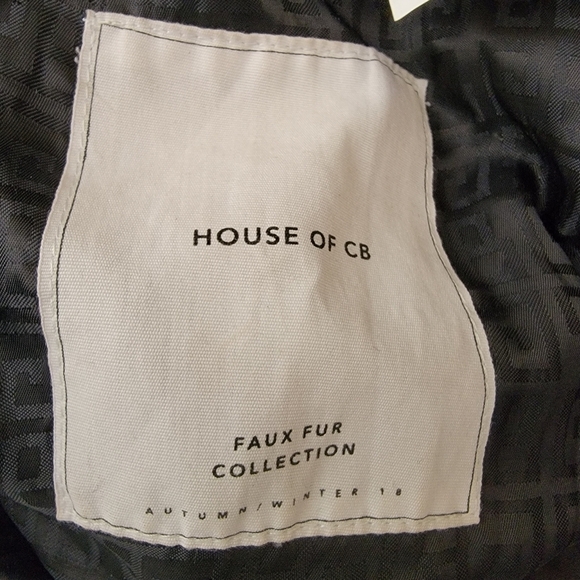 HOUSE OF CB
FAUX FUR
COLLECTION
AUTUMN/WINTER 18